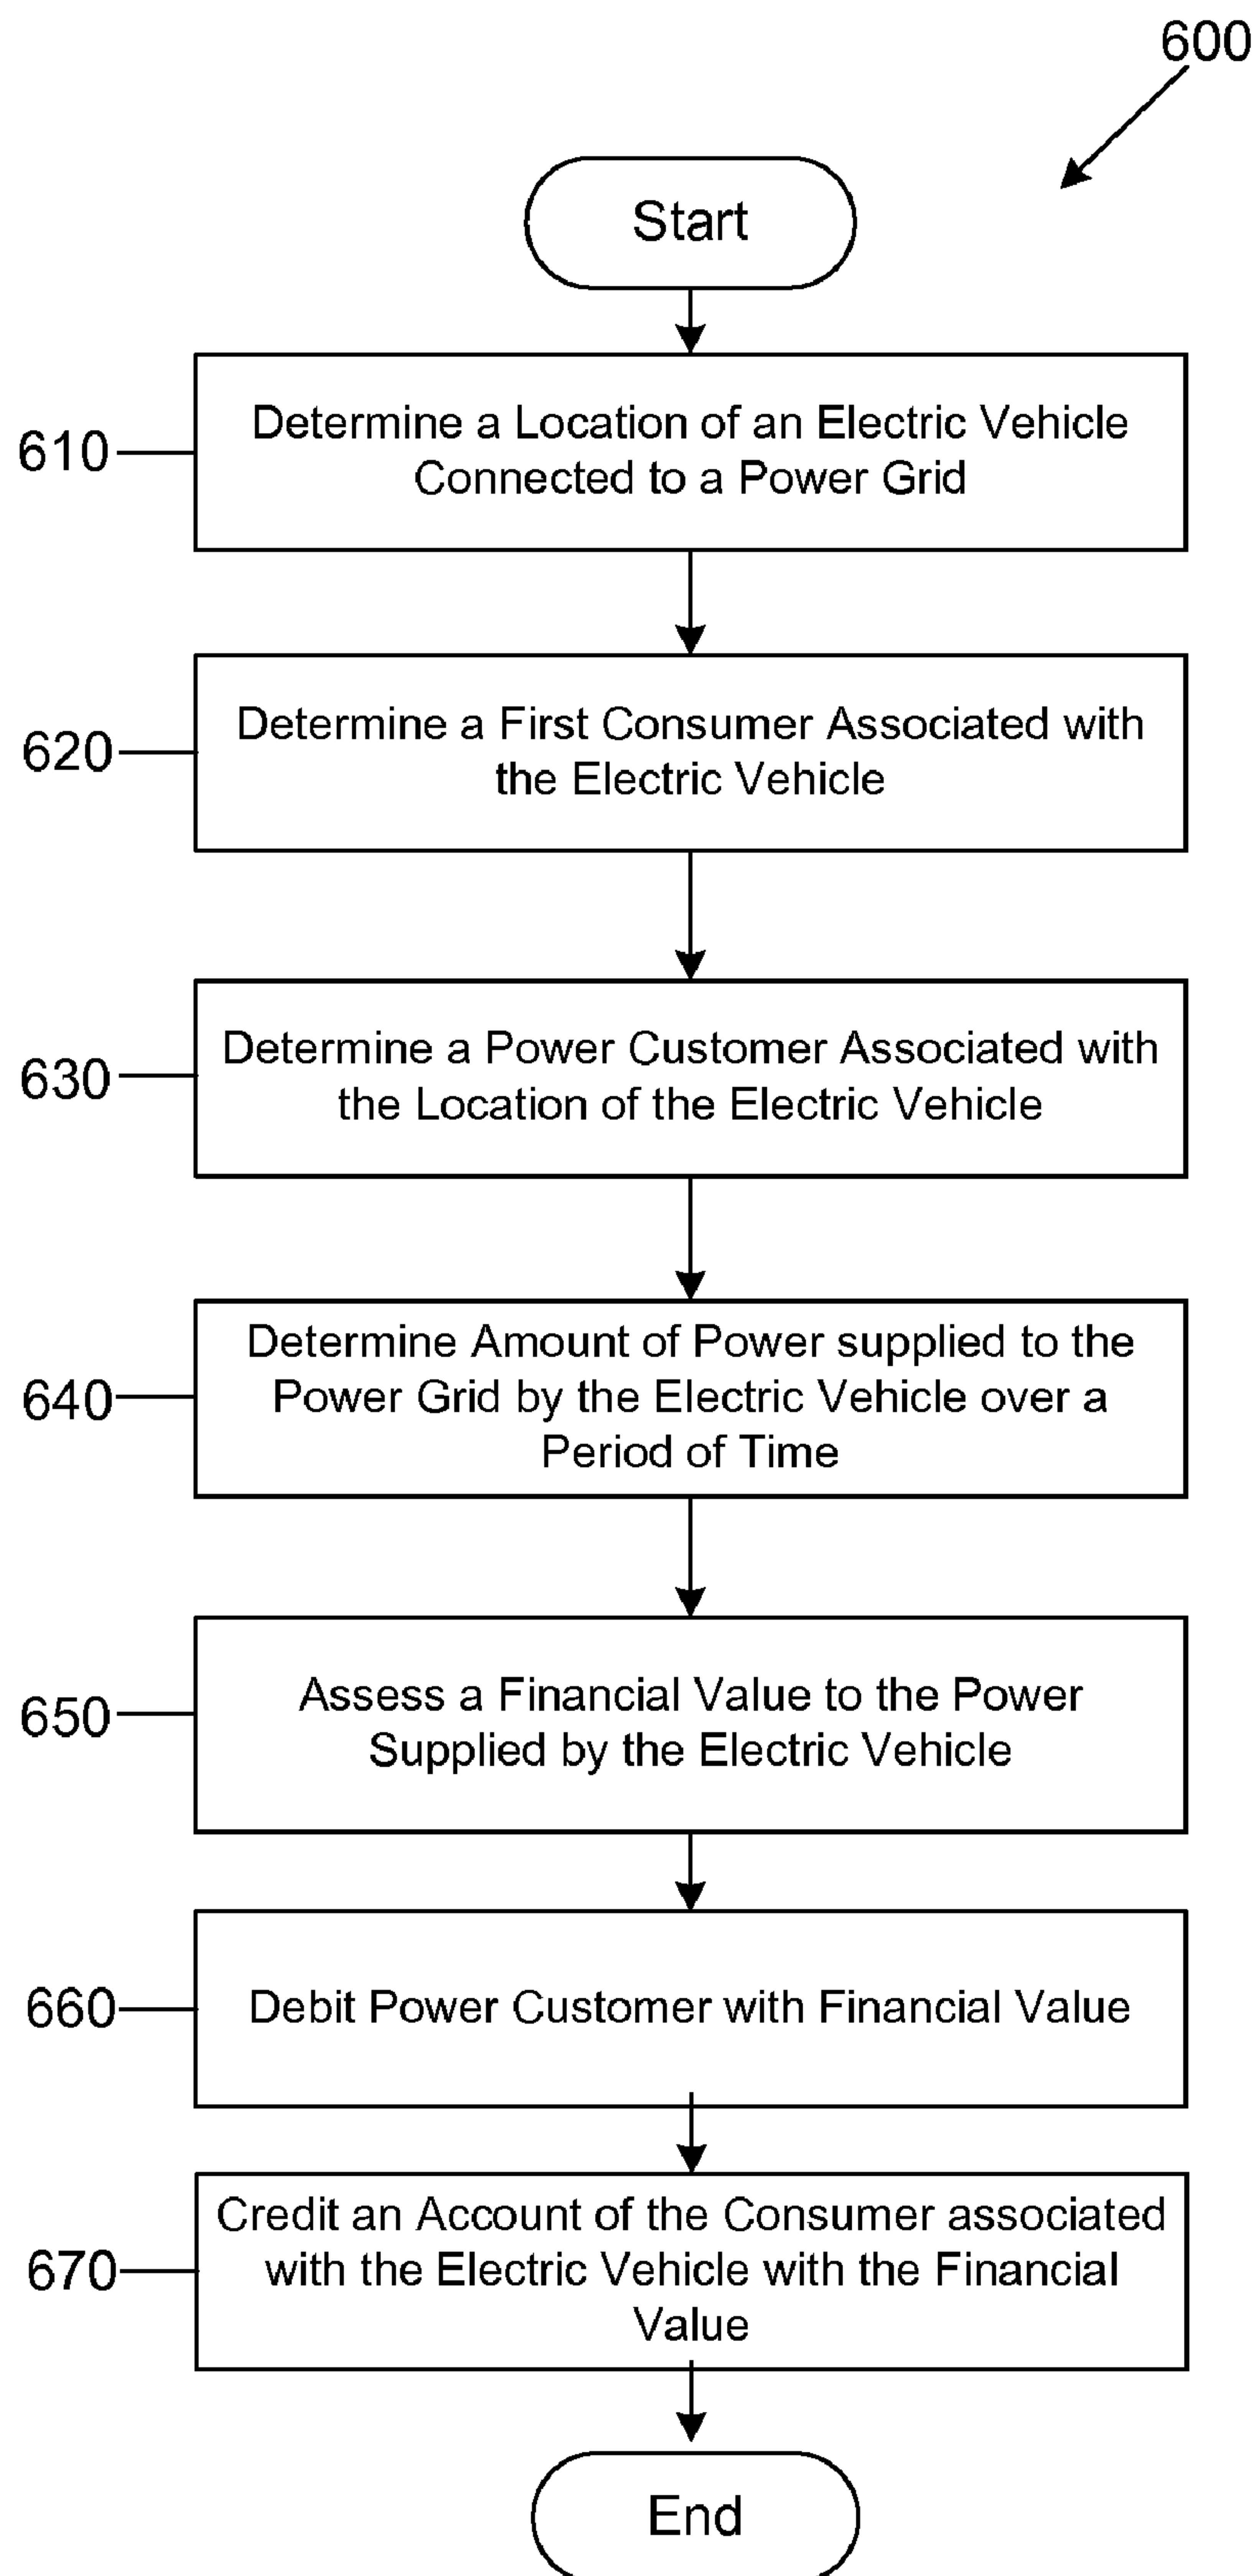 600
Start
610
Determine a Location of an Electric Vehicle
Connected to a Power Grid
620
Determine a First Consumer Associated with
the Electric Vehicle
630
Determine a Power Customer Associated with
the Location of the Electric Vehicle
640
Determine Amount of Power supplied to the
Power Grid by the Electric Vehicle over a
Period of Time
650
Assess a Financial Value to the Power
Supplied by the Electric Vehicle
660
Debit Power Customer with Financial Value
670
Credit an Account of the Consumer associated
with the Electric Vehicle with the Financial
Value
End